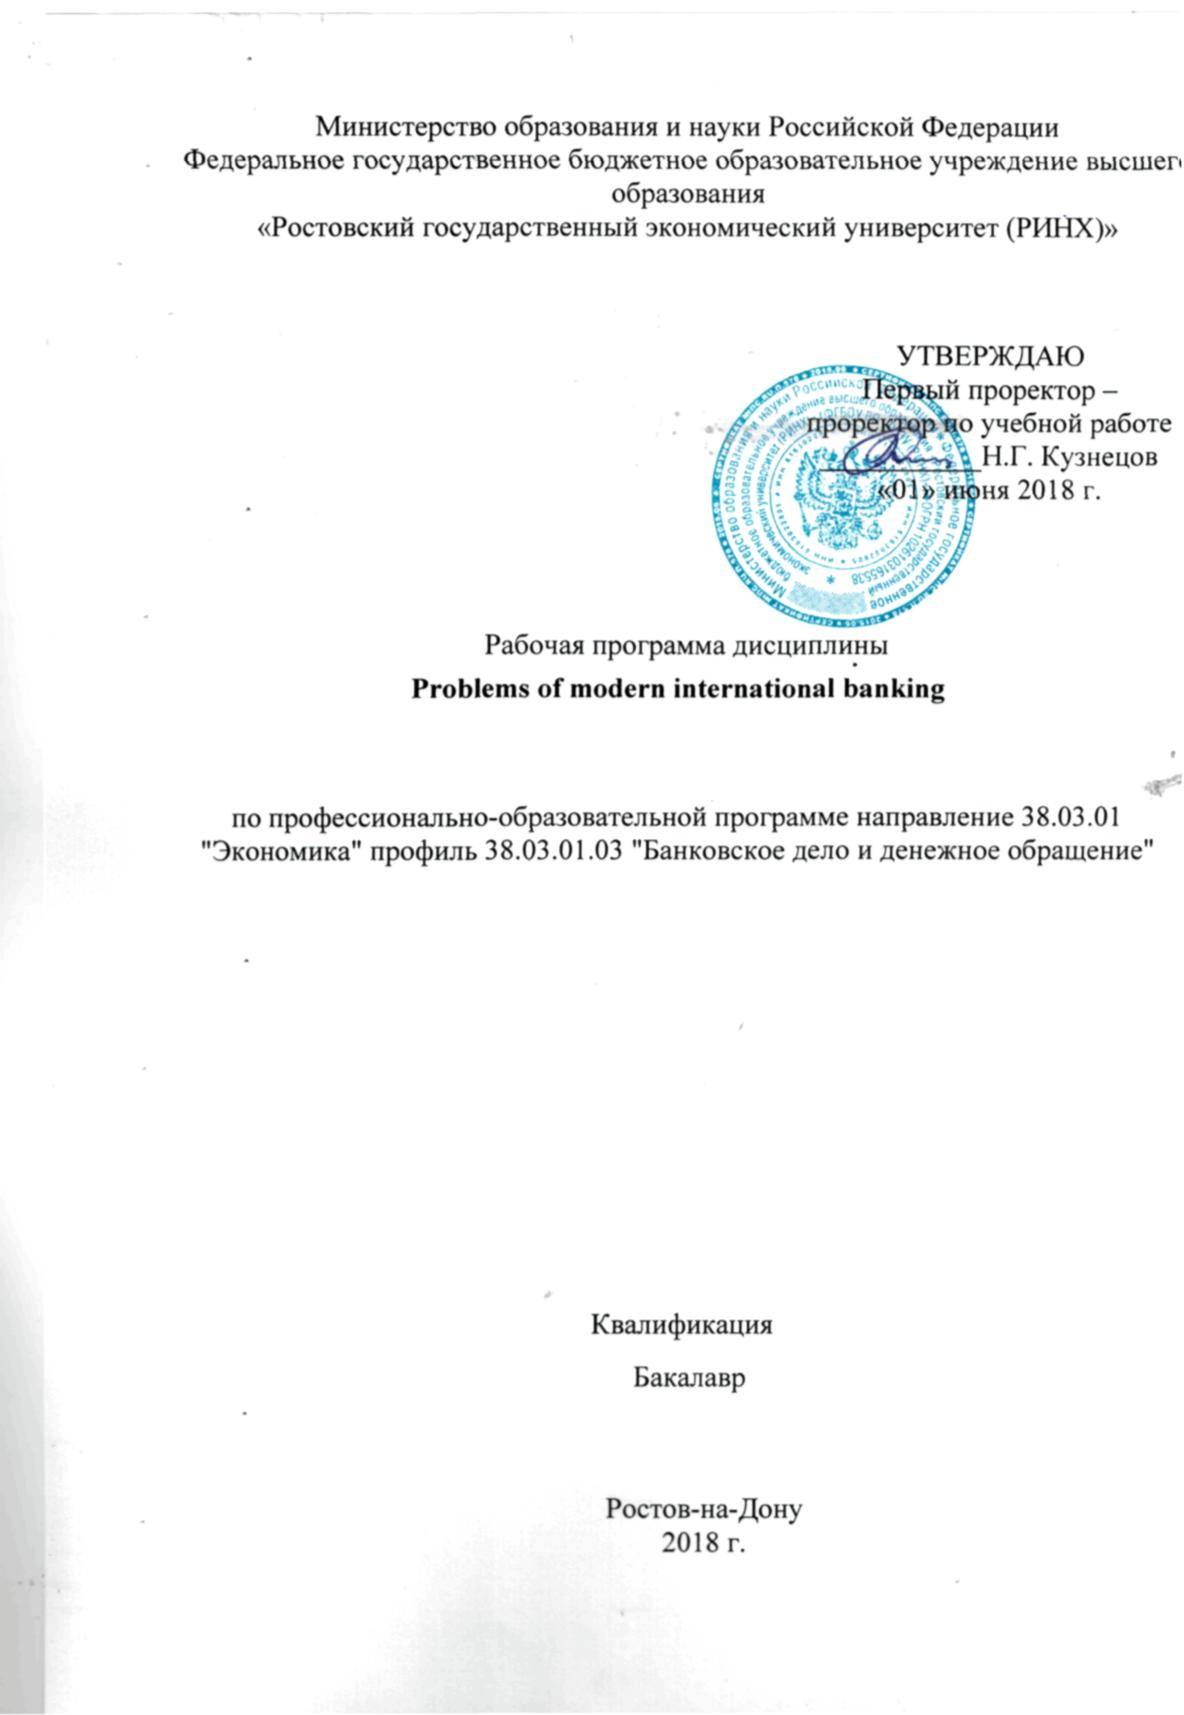 Министерство образования и науки Российской Федерации
Федеральное государственное бюджетное образовательное учреждение высшего
образования
«Ростовский государственный экономический университет (РИНХ)»
УТВЕРЖДАЮ
Первый проректор –
проректор по учебной работе
Н.Г. Кузнецов
«01» июня 2018 г.
Рабочая программа дисциплины
Problems of modern international banking
по профессионально-образовательной программе направление 38.03.01
"Экономика" профиль 38.03.01.03 "Банковское дело и денежное обращение"
Квалификация
Бакалавр
Ростов-на-Дону
2018 г.